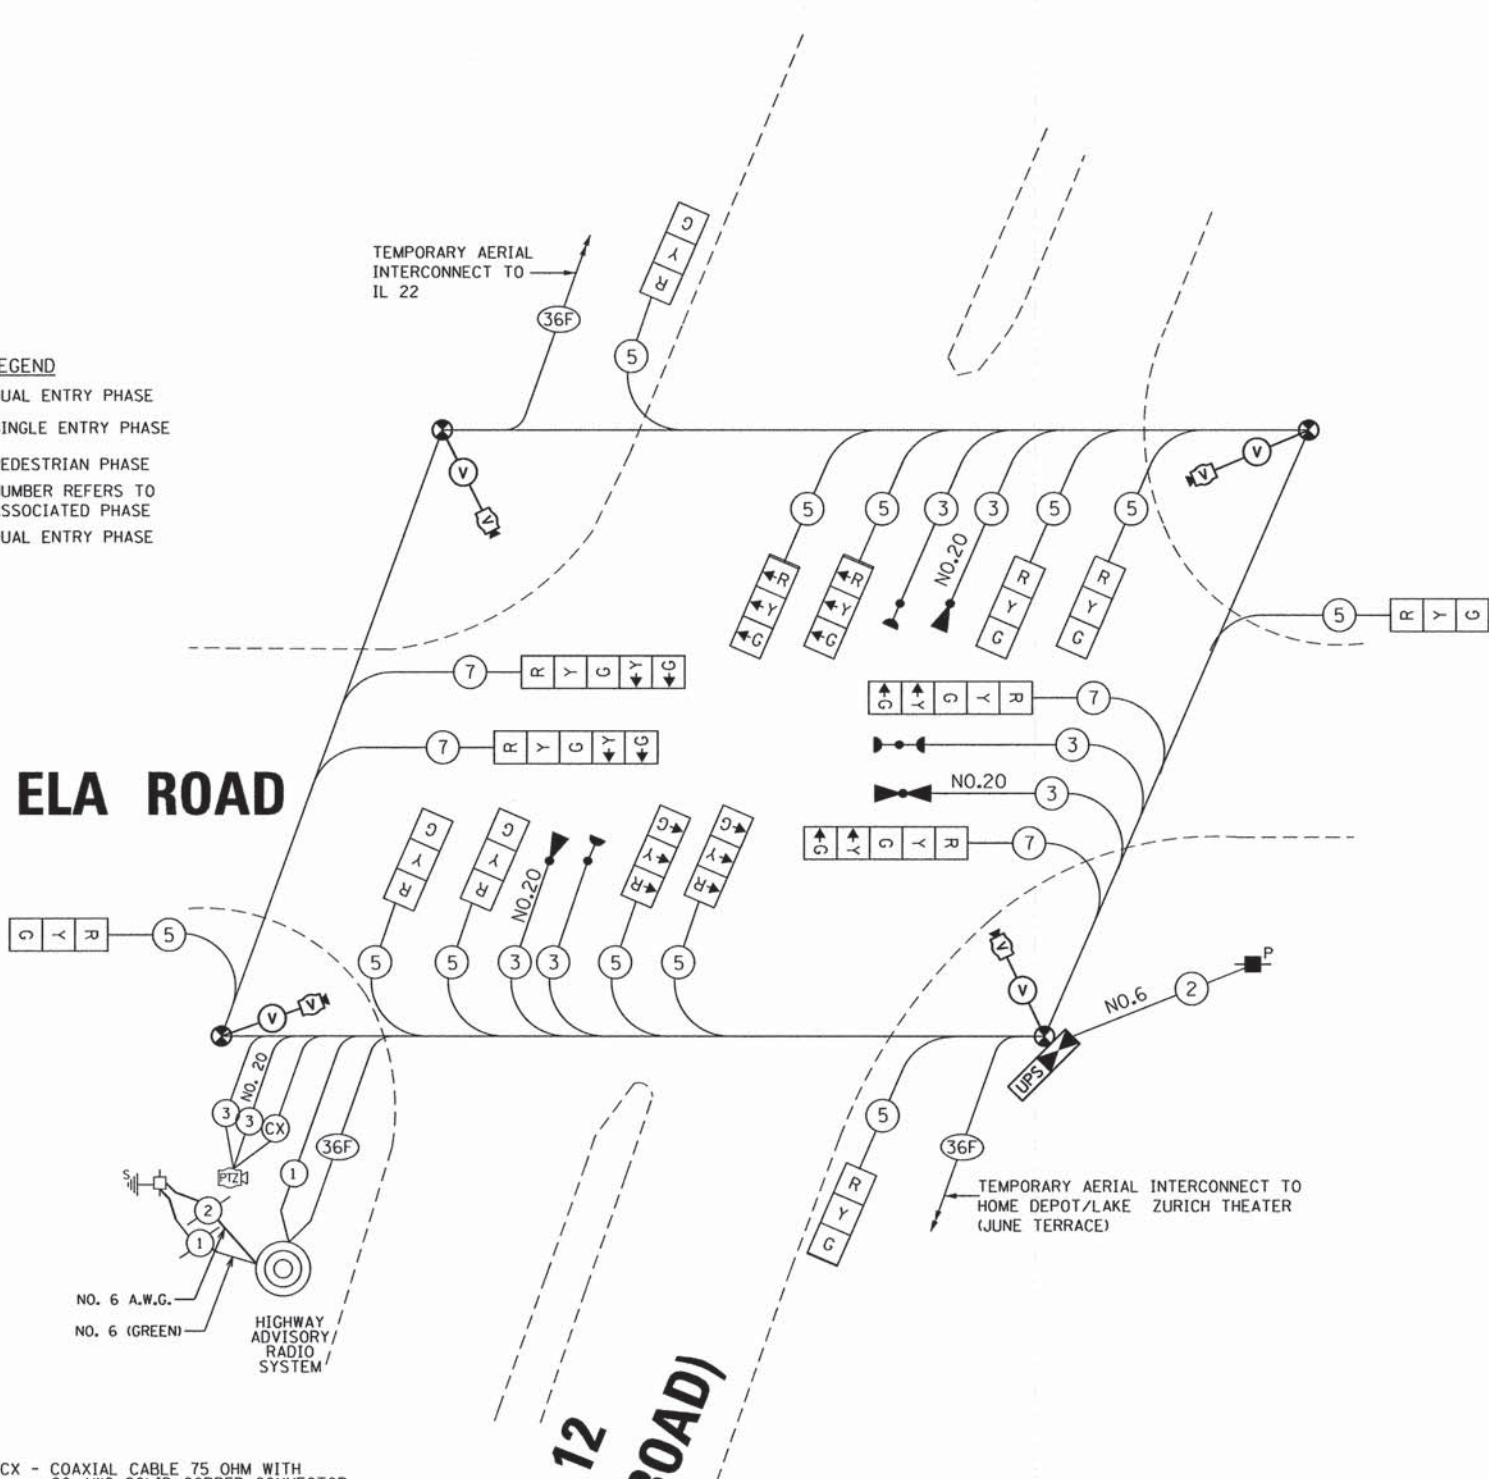 TEMPORARY AERIAL
INTERCONNECT TO
IL 22
36F
G
Y
R
5
EGEND
UAL ENTRY PHASE
INGLE ENTRY PHASE
EDESTRIAN PHASE
UMBER REFERS TO
SSOCIATED PHASE
UAL ENTRY PHASE
V
V
V
V
5
5
3
3
5
5
NO.20
R
Y
G
R
Y
G
R
Y
G
R
Y
G
5
R Y G
7
R Y G Y G
G Y G Y R
7
3
7
R Y G Y G
NO.20
3
G Y G Y R
7
ELA ROAD
G
Y
R
G
Y
R
NO.20
G
Y
R
G
Y
R
G Y R
5
5
5
3
3
5
5
V
V
V
V
P
2
NO.6
UPS
NO. 20
3
3
CX
36F
1
PTZ
S
2
1
5
R
Y
G
36F
TEMPORARY AERIAL INTERCONNECT TO
HOME DEPOT/LAKE ZURICH THEATER
(JUNE TERRACE)
NO. 6 A.W.G.
NO. 6 (GREEN)
HIGHWAY
ADVISORY
RADIO
SYSTEM
12
ROAD)
CX - COAXIAL CABLE 75 OHM WITH